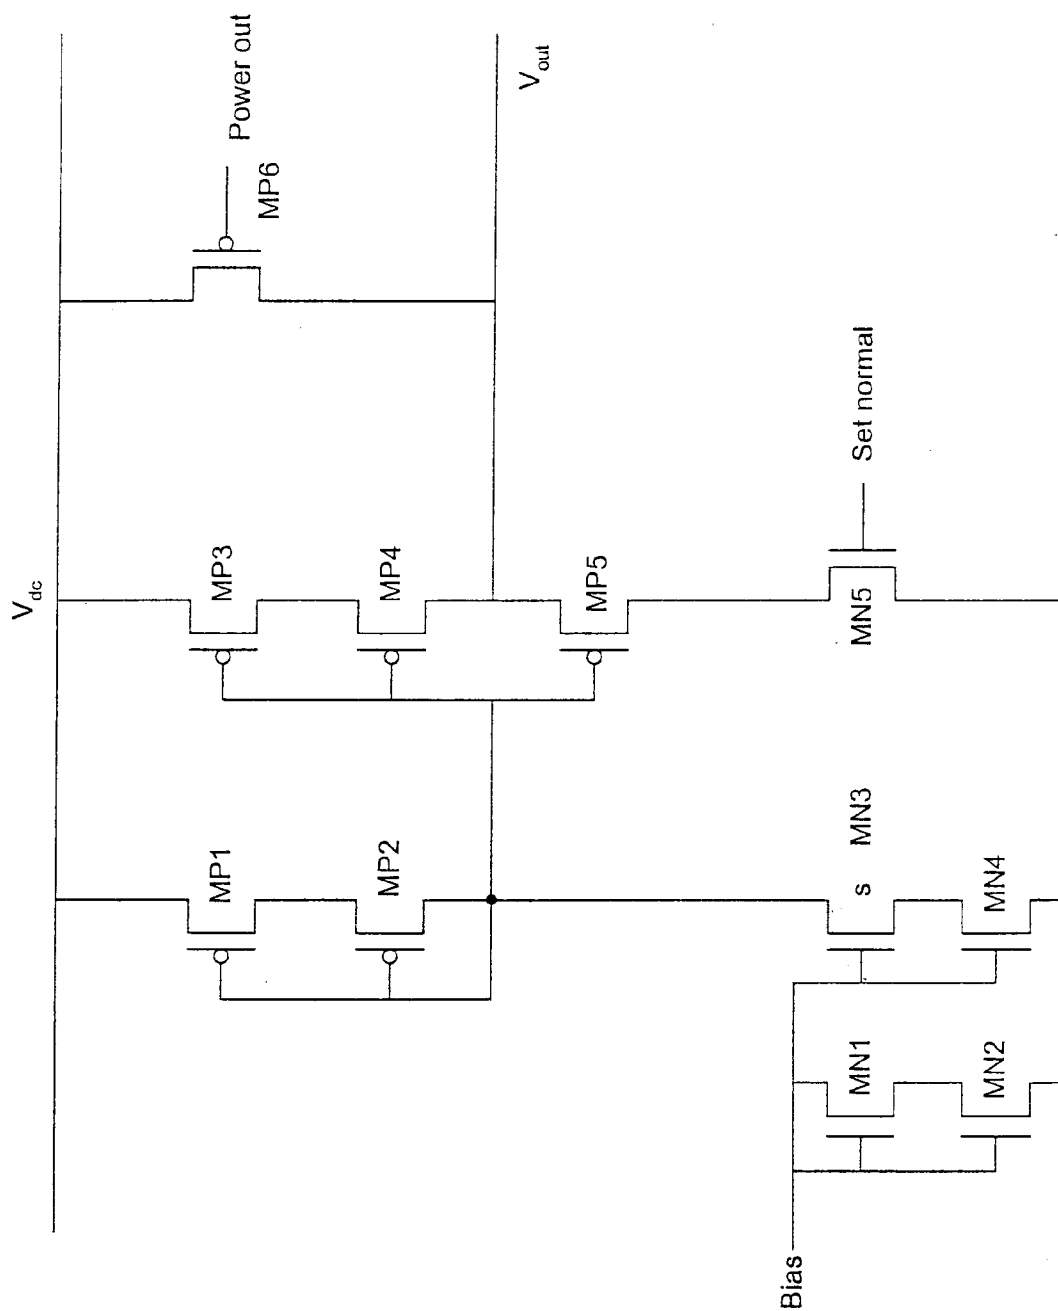 V_dc
Power out
MP6
V_out
MP3
MP4
MP5
Set normal
MN5
MP1
MP2
MN3
s
MN4
MN1
MN2
Bias